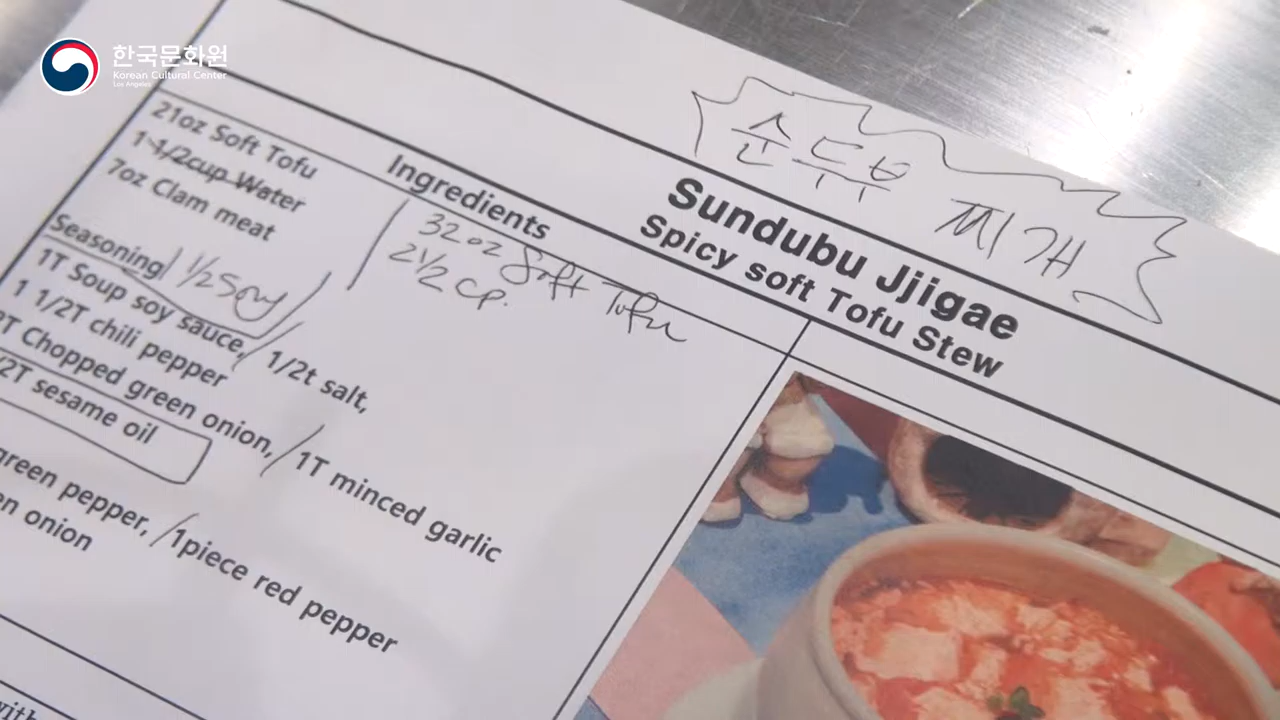 한국문화원
Korean Cultural Center
Los Angeles
순두부 찌개
Sundubu Jjigae
Spicy soft Tofu Stew
Ingredients
21oz Soft Tofu
1 1/2cup Water
7oz Clam meat
32oz Soft Tofu
2 1/2 cp.
Seasoning
1/2 Soy
1T Soup soy sauce, / 1/2t salt,
1 1/2T chili pepper
T Chopped green onion, / 1T minced garlic
/2T sesame oil
green pepper, / 1piece red pepper
en onion
with